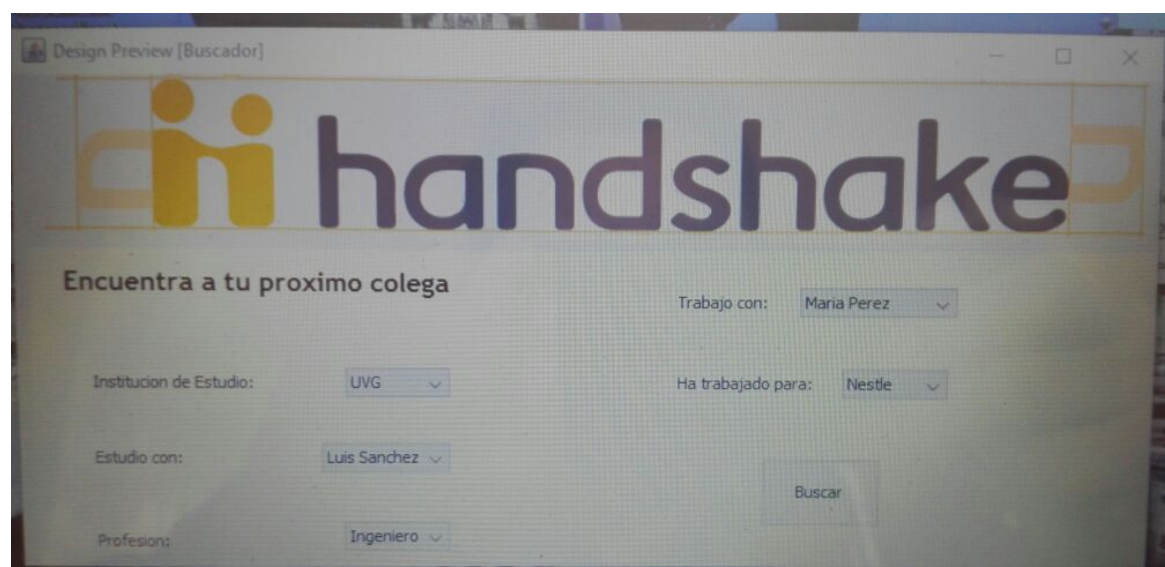 Design Preview [Buscador]
handshake
Encuentra a tu proximo colega
Trabajo con: Maria Perez
Institucion de Estudio: UVG
Ha trabajado para: Nestle
Estudio con: Luis Sanchez
Buscar
Profesion: Ingeniero